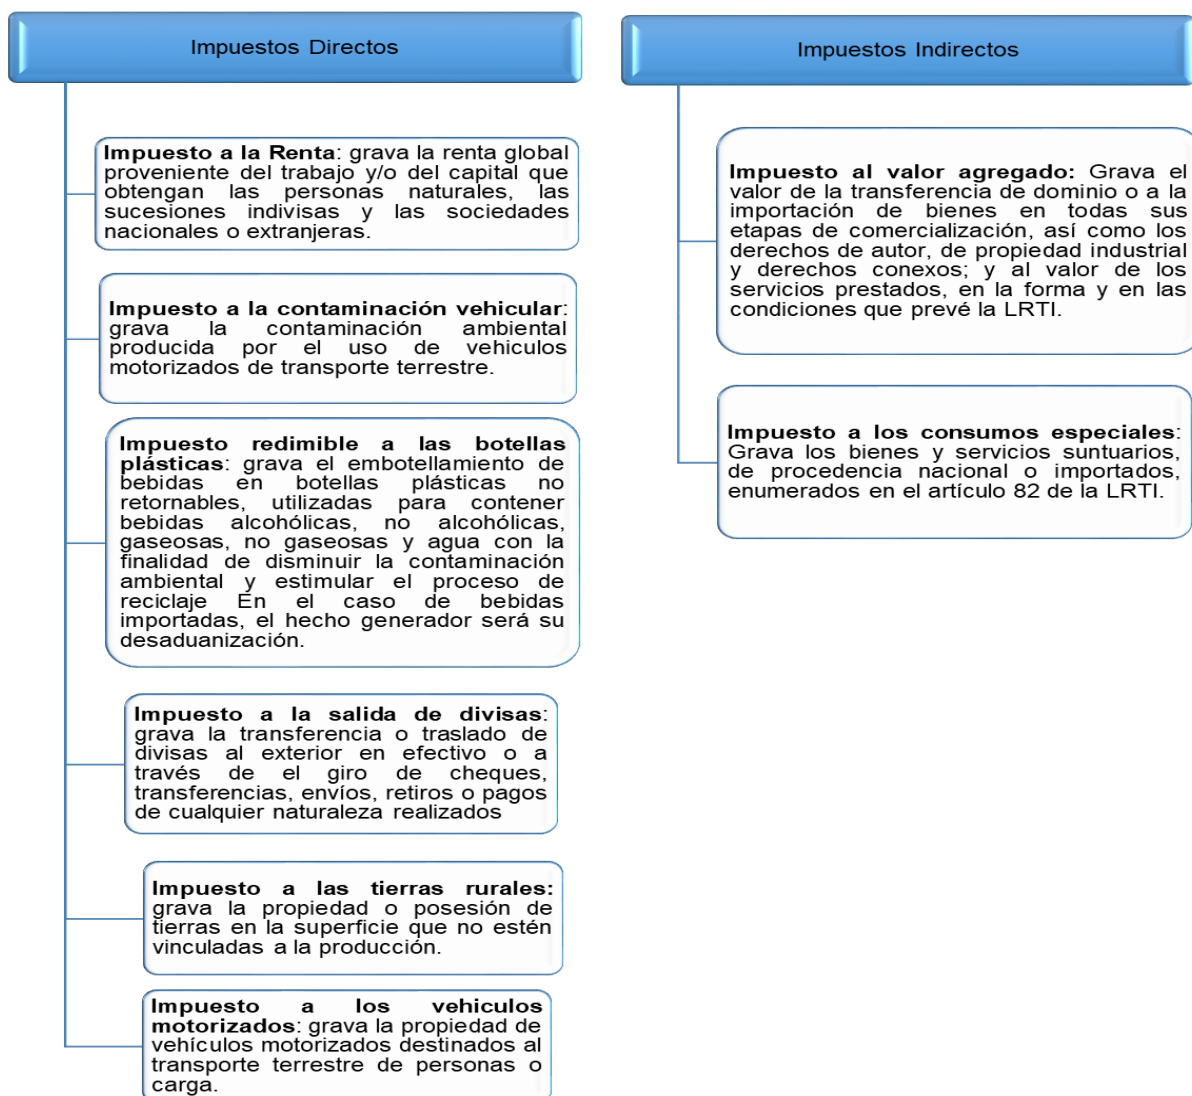 Impuestos Directos
Impuesto a la Renta: grava la renta global
proveniente del trabajo y/o del capital que
obtengan las personas naturales, las
sucesiones indivisas y las sociedades
nacionales o extranjeras.
Impuesto a la contaminación vehicular:
grava la contaminación ambiental
producida por el uso de vehiculos
motorizados de transporte terrestre.
Impuesto redimible a las botellas
plásticas: grava el embotellamiento de
bebidas en botellas plásticas no
retornables, utilizadas para contener
bebidas alcohólicas, no alcohólicas,
gaseosas, no gaseosas y agua con la
finalidad de disminuir la contaminación
ambiental y estimular el proceso de
reciclaje En el caso de bebidas
importadas, el hecho generador será su
desaduanización.
Impuesto a la salida de divisas:
grava la transferencia o traslado de
divisas al exterior en efectivo o a
través de el giro de cheques,
transferencias, envíos, retiros o pagos
de cualquier naturaleza realizados
Impuesto a las tierras rurales:
grava la propiedad o posesión de
tierras en la superficie que no estén
vinculadas a la producción.
Impuesto a los vehiculos
motorizados: grava la propiedad de
vehículos motorizados destinados al
transporte terrestre de personas o
carga.
Impuestos Indirectos
Impuesto al valor agregado: Grava el
valor de la transferencia de dominio o a la
importación de bienes en todas sus
etapas de comercialización, así como los
derechos de autor, de propiedad industrial
y derechos conexos; y al valor de los
servicios prestados, en la forma y en las
condiciones que prevé la LRTI.
Impuesto a los consumos especiales:
Grava los bienes y servicios suntuarios,
de procedencia nacional o importados,
enumerados en el artículo 82 de la LRTI.